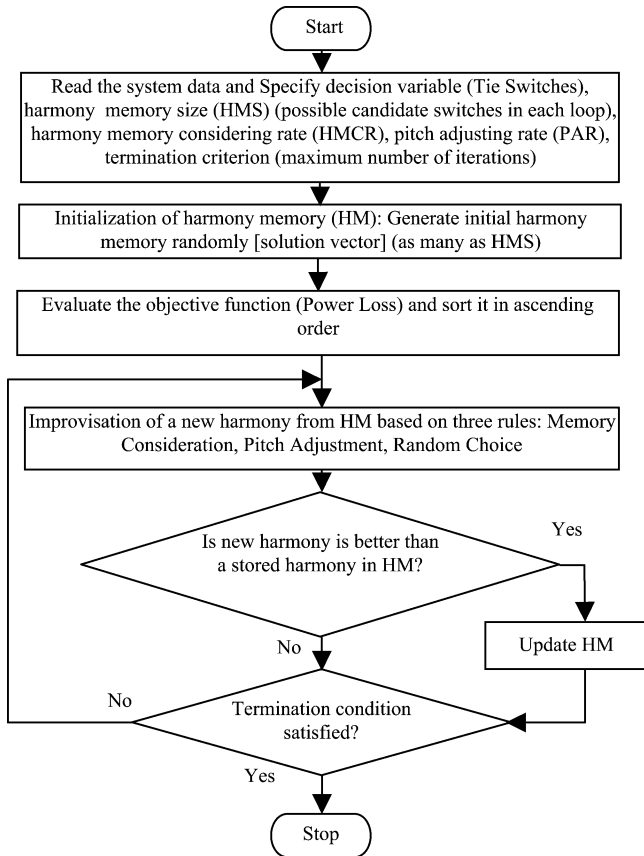 Start
Read the system data and Specify decision variable (Tie Switches),
harmony memory size (HMS) (possible candidate switches in each loop),
harmony memory considering rate (HMCR), pitch adjusting rate (PAR),
termination criterion (maximum number of iterations)
Initialization of harmony memory (HM): Generate initial harmony
memory randomly [solution vector] (as many as HMS)
Evaluate the objective function (Power Loss) and sort it in ascending
order
Improvisation of a new harmony from HM based on three rules: Memory
Consideration, Pitch Adjustment, Random Choice
Is new harmony is better than
a stored harmony in HM?
Yes
Update HM
No
Termination condition
satisfied?
No
Yes
Stop